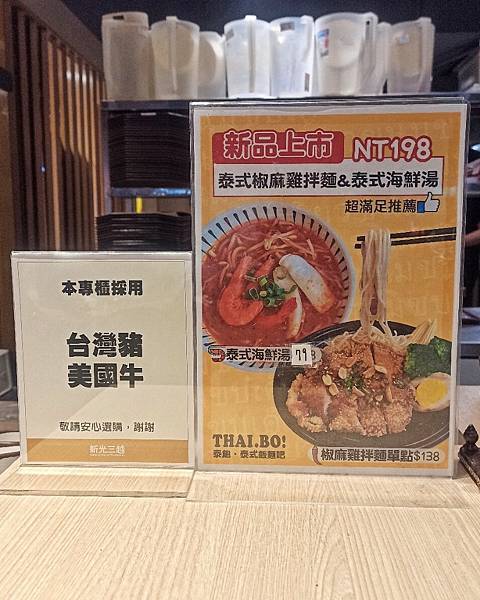 本專櫃採用
台灣豬
美國牛
敬請安心選購，謝謝
新光三越
新品上市 NT198
泰式椒麻雞拌麵&泰式海鮮湯
超滿足推薦
泰式海鮮湯
THAI.BO!
泰飽・泰式飯麵吧
椒麻雞拌麵單點$138